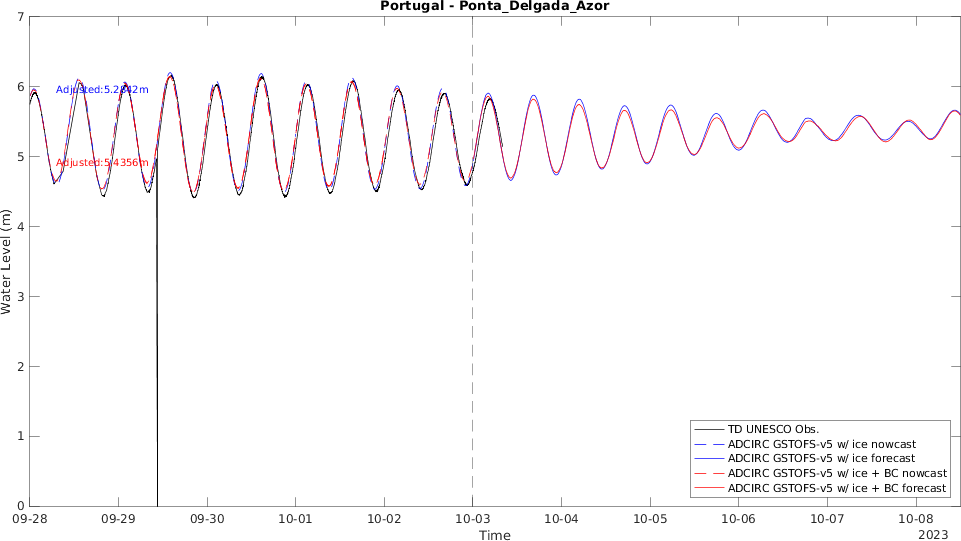 Portugal - Ponta_Delgada_Azor
7
6
5
4
3
2
1
0
Water Level (m)
Adjusted:5.2842m
Adjusted:5.4356m
TD UNESCO Obs.
ADCIRC GSTOFS-v5 w/ ice nowcast
ADCIRC GSTOFS-v5 w/ ice forecast
ADCIRC GSTOFS-v5 w/ ice + BC nowcast
ADCIRC GSTOFS-v5 w/ ice + BC forecast
09-28 09-29 09-30 10-01 10-02 10-03 10-04 10-05 10-06 10-07 10-08
Time
2023